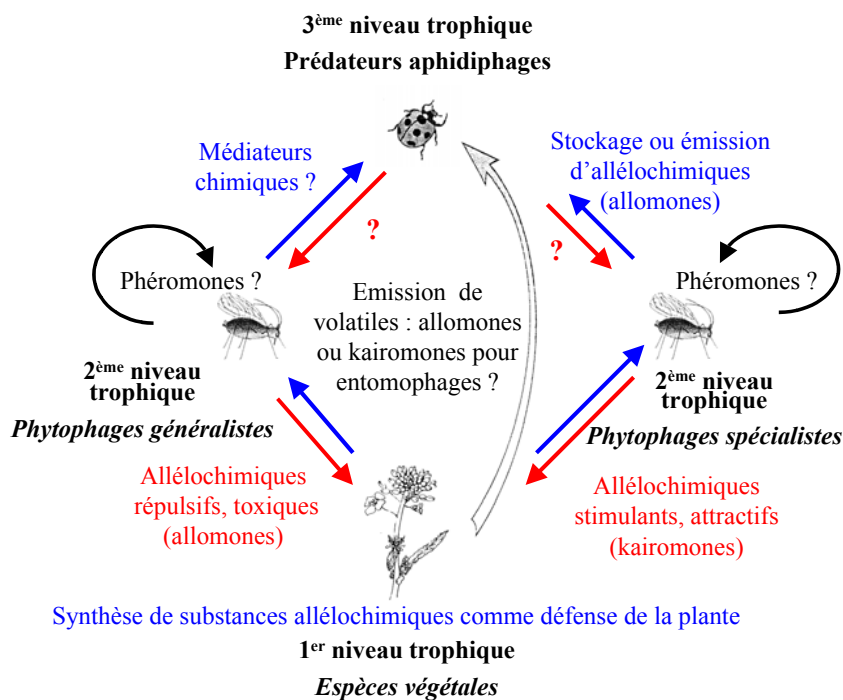 3ème niveau trophique
Prédateurs aphidiphages
Médiateurs
chimiques ?
Stockage ou émission
d'allélochimiques
(allomones)
?
?
Phéromones ?
Phéromones ?
Emission de
volatiles : allomones
ou kairomones pour
entomophages ?
2ème niveau
trophique
Phytophages généralistes
2ème niveau
trophique
Phytophages spécialistes
Allélochimiques
répulsifs, toxiques
(allomones)
Allélochimiques
stimulants, attractifs
(kairomones)
Synthèse de substances allélochimiques comme défense de la plante
1er niveau trophique
Espèces végétales